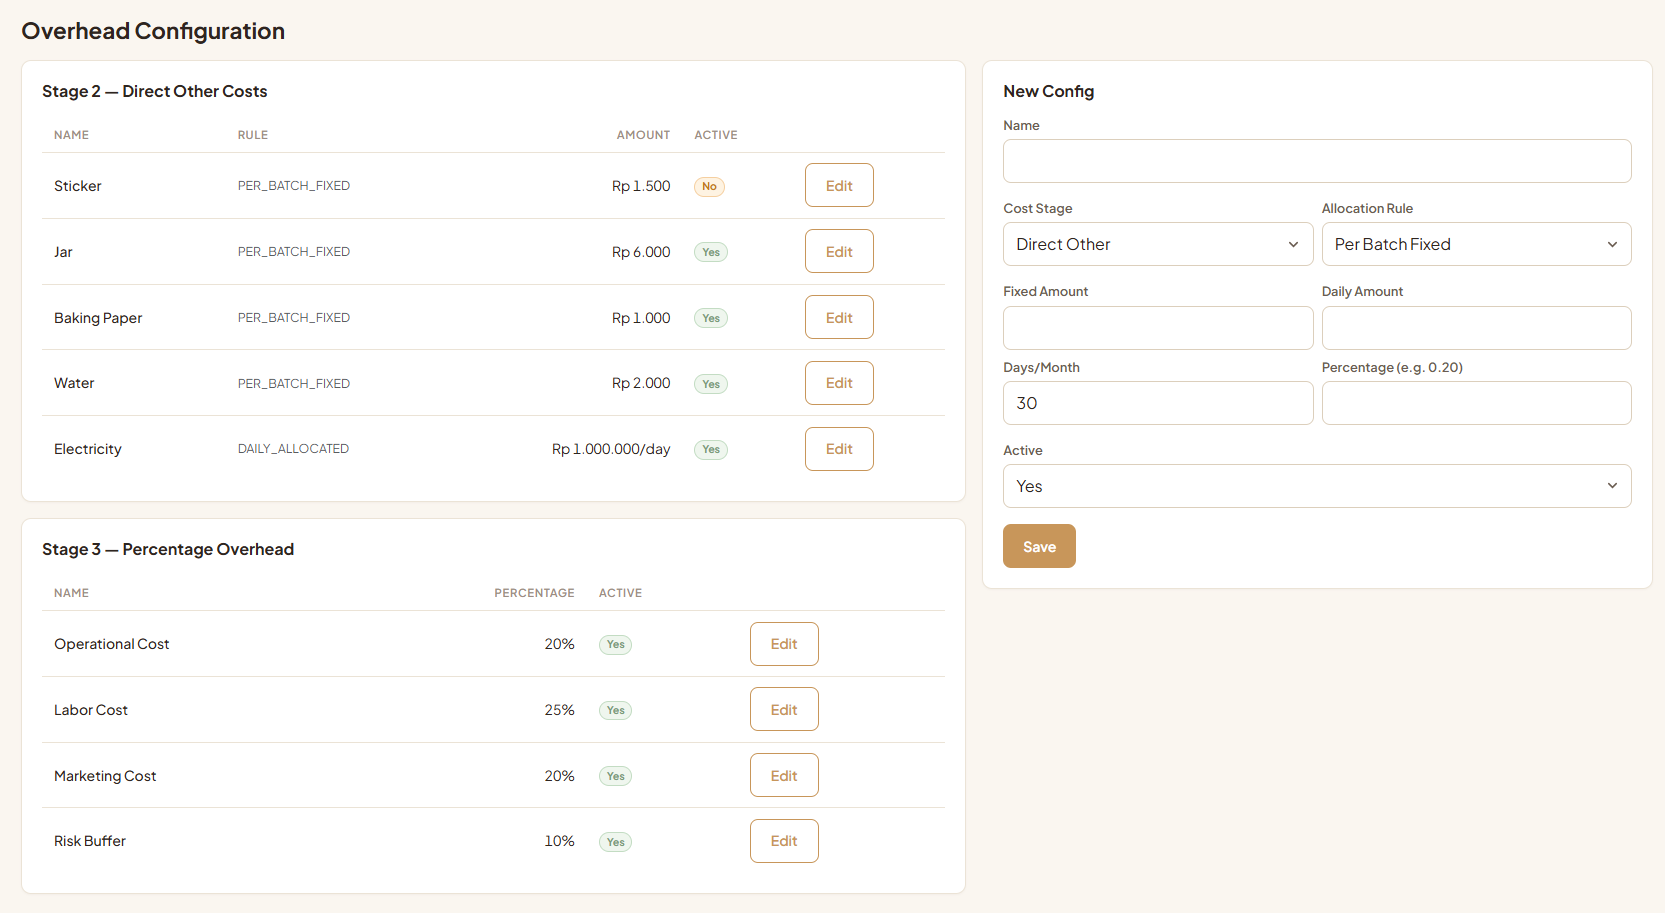 Overhead Configuration
Stage 2 — Direct Other Costs
NAME RULE AMOUNT ACTIVE
Sticker PER_BATCH_FIXED Rp 1.500 No Edit
Jar PER_BATCH_FIXED Rp 6.000 Yes Edit
Baking Paper PER_BATCH_FIXED Rp 1.000 Yes Edit
Water PER_BATCH_FIXED Rp 2.000 Yes Edit
Electricity DAILY_ALLOCATED Rp 1.000.000/day Yes Edit
Stage 3 — Percentage Overhead
NAME PERCENTAGE ACTIVE
Operational Cost 20% Yes Edit
Labor Cost 25% Yes Edit
Marketing Cost 20% Yes Edit
Risk Buffer 10% Yes Edit
New Config
Name
Cost Stage Allocation Rule
Direct Other Per Batch Fixed
Fixed Amount Daily Amount
Days/Month Percentage (e.g. 0.20)
30
Active
Yes
Save